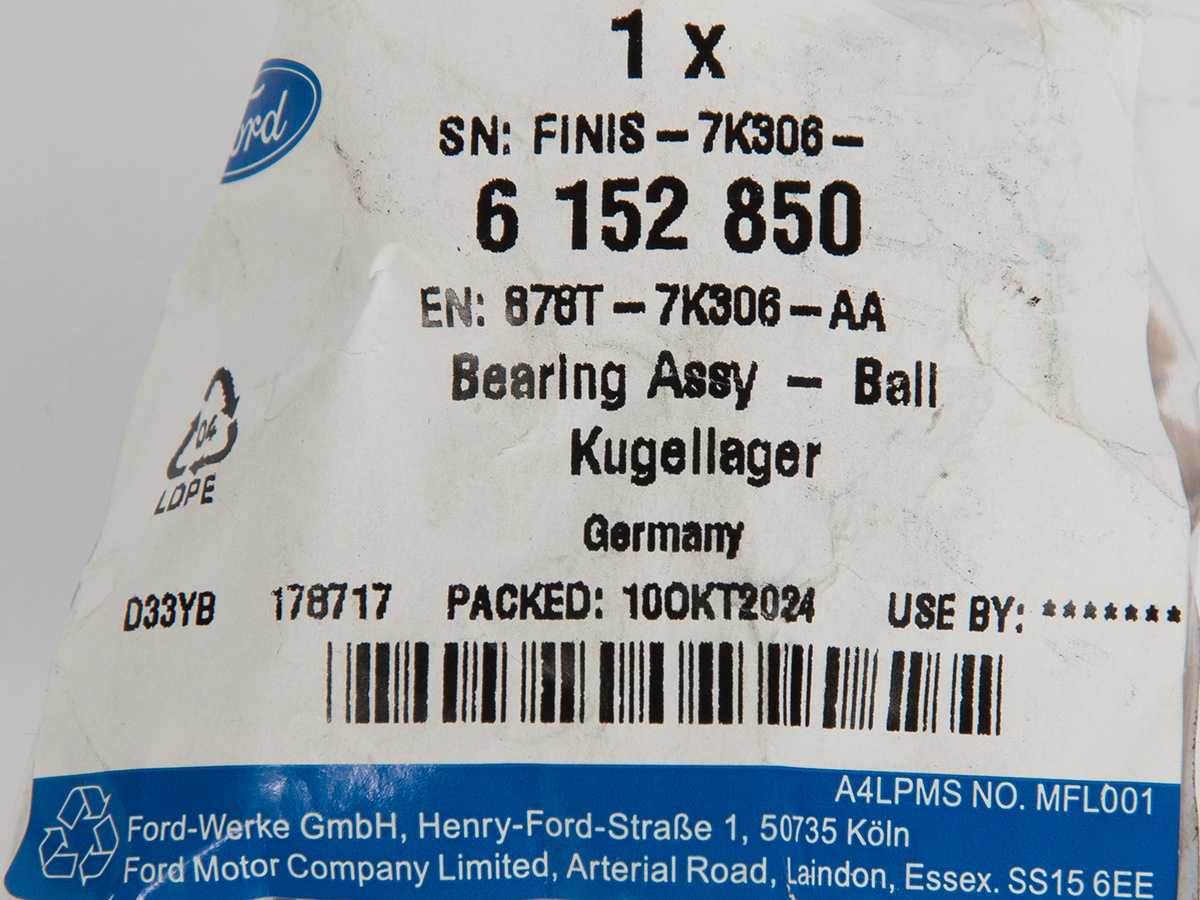 1 x
Ford
SN: FINIS - 7K306 -
6 152 850
EN: 878T - 7K306 - AA
Bearing Assy - Ball
Kugellager
04
LDPE
Germany
D33YB 178717 PACKED: 10OKT2024 USE BY: *******
A4LPMS NO. MFL001
Ford-Werke GmbH, Henry-Ford-Straße 1, 50735 Köln
Ford Motor Company Limited, Arterial Road, Laindon, Essex. SS15 6EE